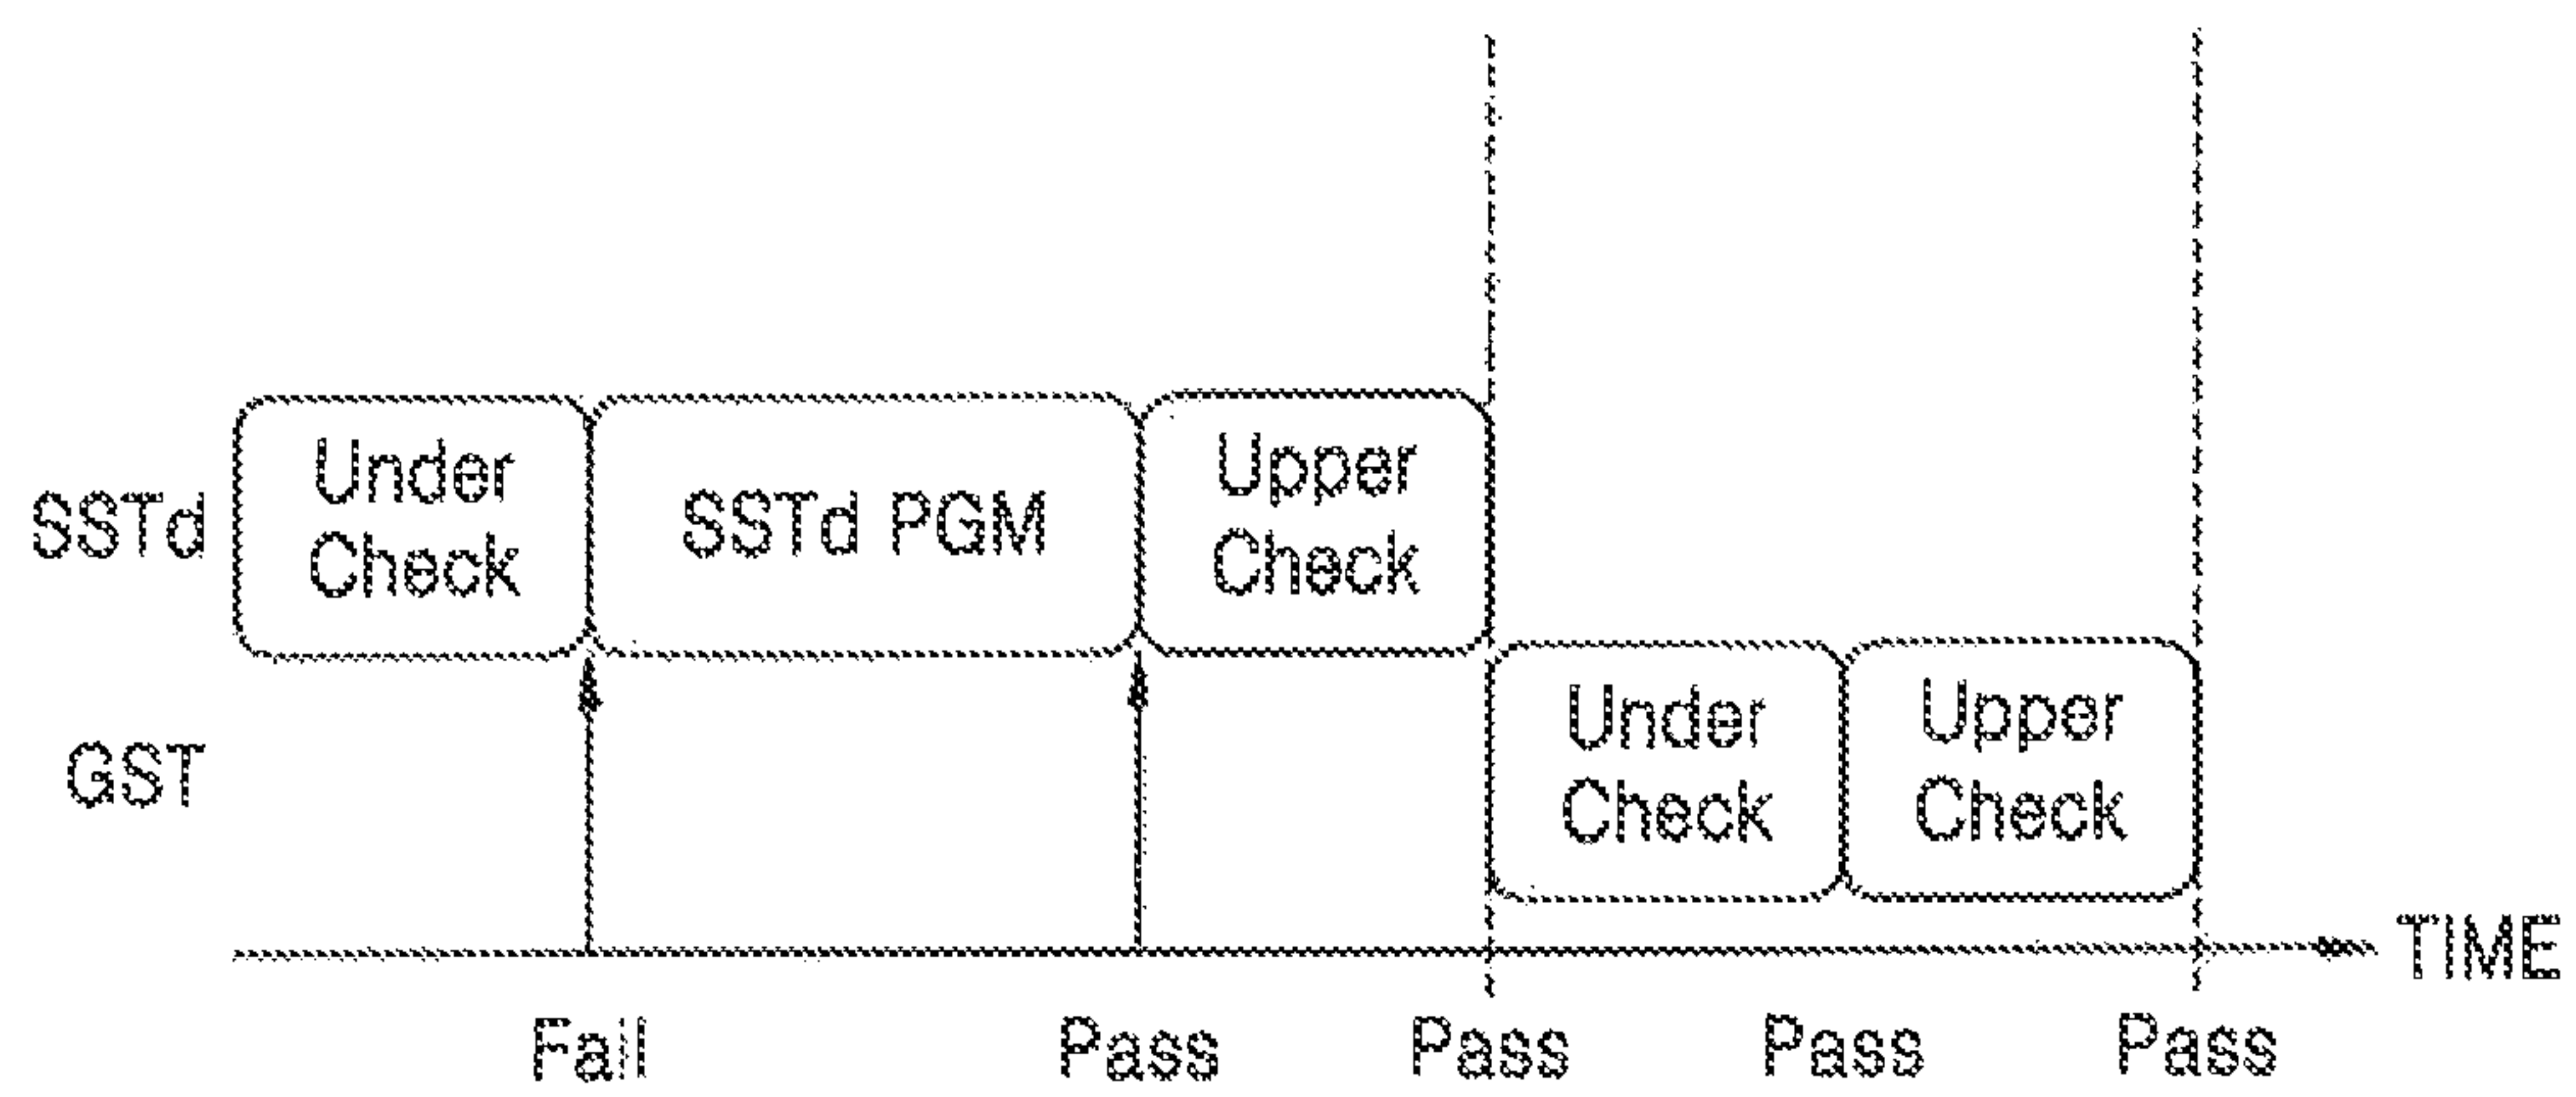 SSTd
Under
Check
SSTd PGM
Upper
Check
GST
Under
Check
Upper
Check
TIME
Fail
Pass
Pass
Pass
Pass